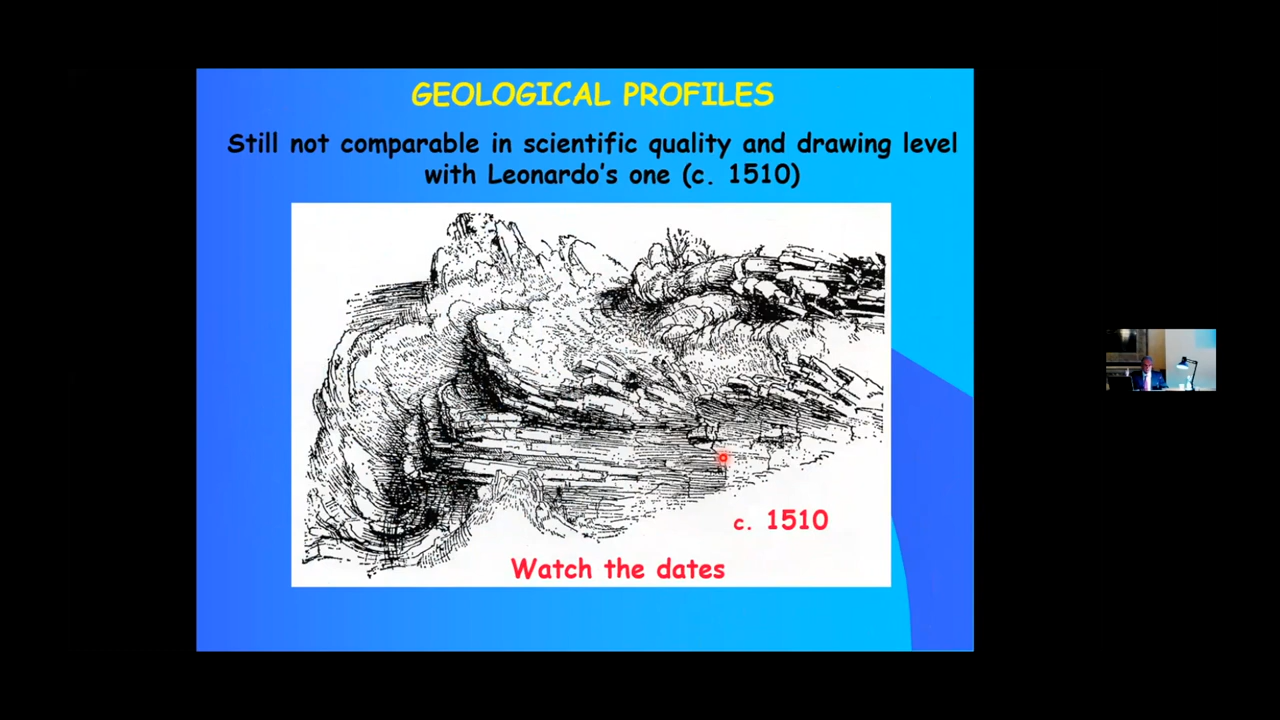 GEOLOGICAL PROFILES
Still not comparable in scientific quality and drawing level
with Leonardo's one (c. 1510)
c. 1510
Watch the dates